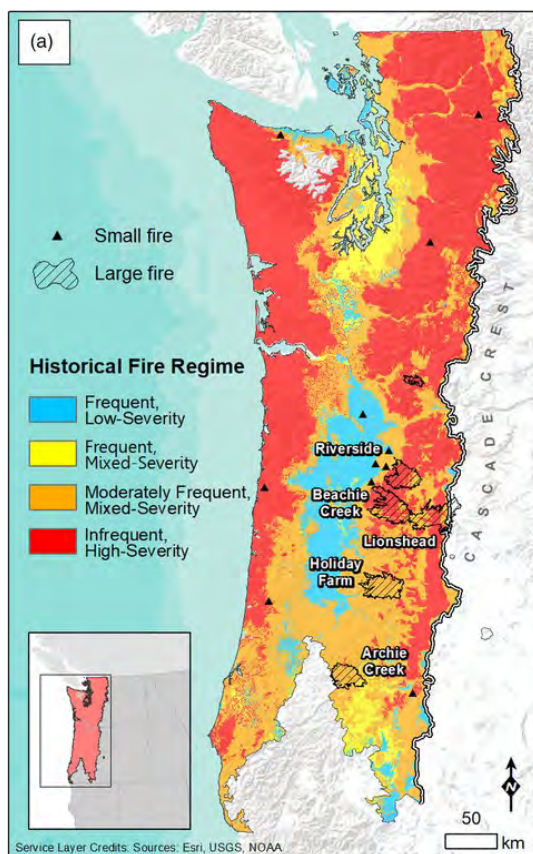 (a)
Small fire
Large fire
Historical Fire Regime
Frequent,
Low-Severity
Frequent,
Mixed-Severity
Moderately Frequent,
Mixed-Severity
Infrequent,
High-Severity
Riverside
Beachie
Creek
Lionshead
Holiday
Farm
Archie
Creek
CASCADE CREST
N
50
km
Service Layer Credits: Sources: Esri, USGS, NOAA